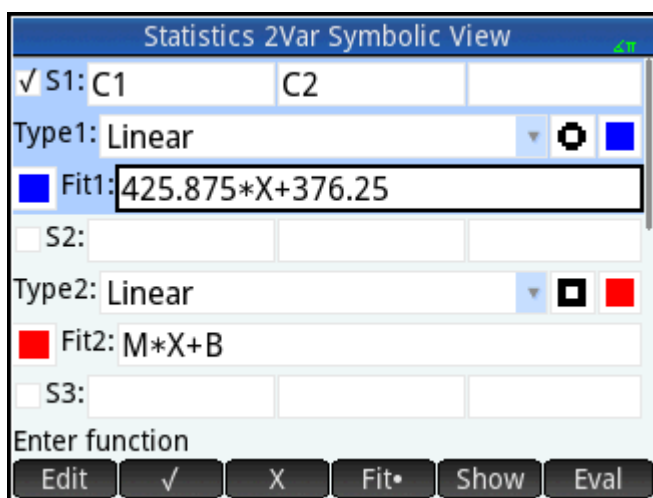 Statistics 2Var Symbolic View
∡π
√ S1: C1 C2
Type1: Linear
Fit1: 425.875*X+376.25
S2:
Type2: Linear
Fit2: M*X+B
S3:
Enter function
Edit √ X Fit• Show Eval